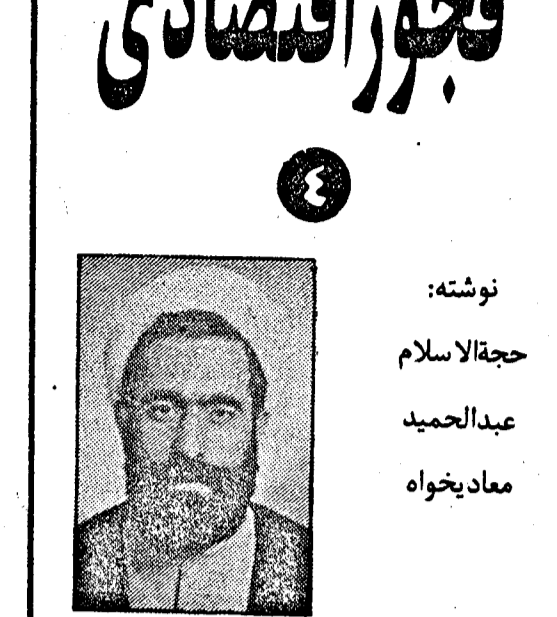 فجور اقتصادی
٤
نوشته:
حجةالاسلام
عبدالحمید
معادیخواه